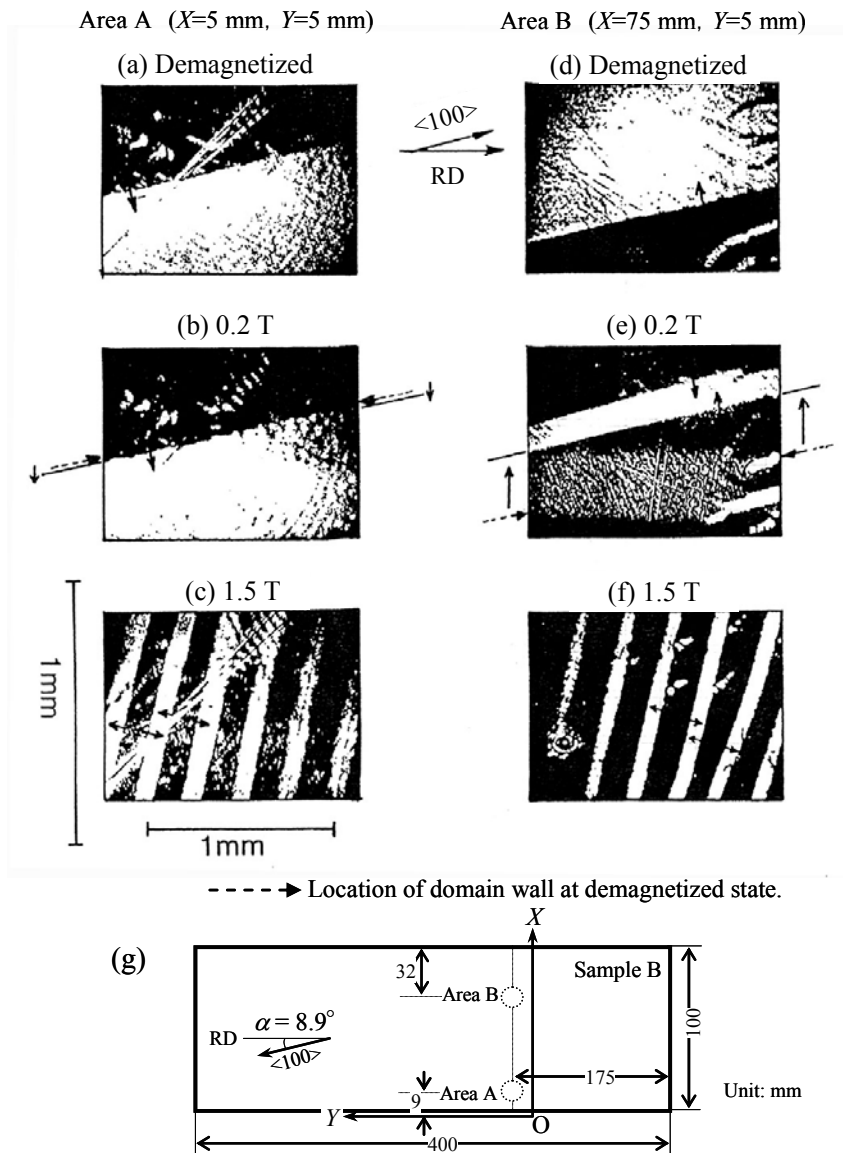 Area A (X=5 mm, Y=5 mm)
Area B (X=75 mm, Y=5 mm)
(a) Demagnetized
(d) Demagnetized
<100>
RD
(b) 0.2 T
(e) 0.2 T
(c) 1.5 T
(f) 1.5 T
1mm
1mm
Location of domain wall at demagnetized state.
(g)
X
32
Sample B
Area B
RD
α = 8.9°
<100>
100
175
Area A
Unit: mm
9
Y
O
400